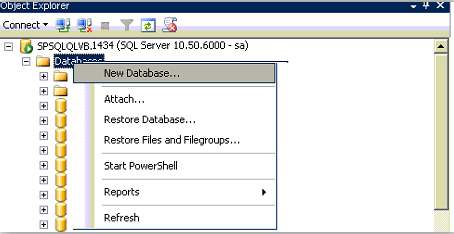 Object Explorer
Connect
SPSQLQLVB,1434 (SQL Server 10.50.6000 - sa)
Databases
New Database...
Attach...
Restore Database...
Restore Files and Filegroups...
Start PowerShell
Reports
Refresh